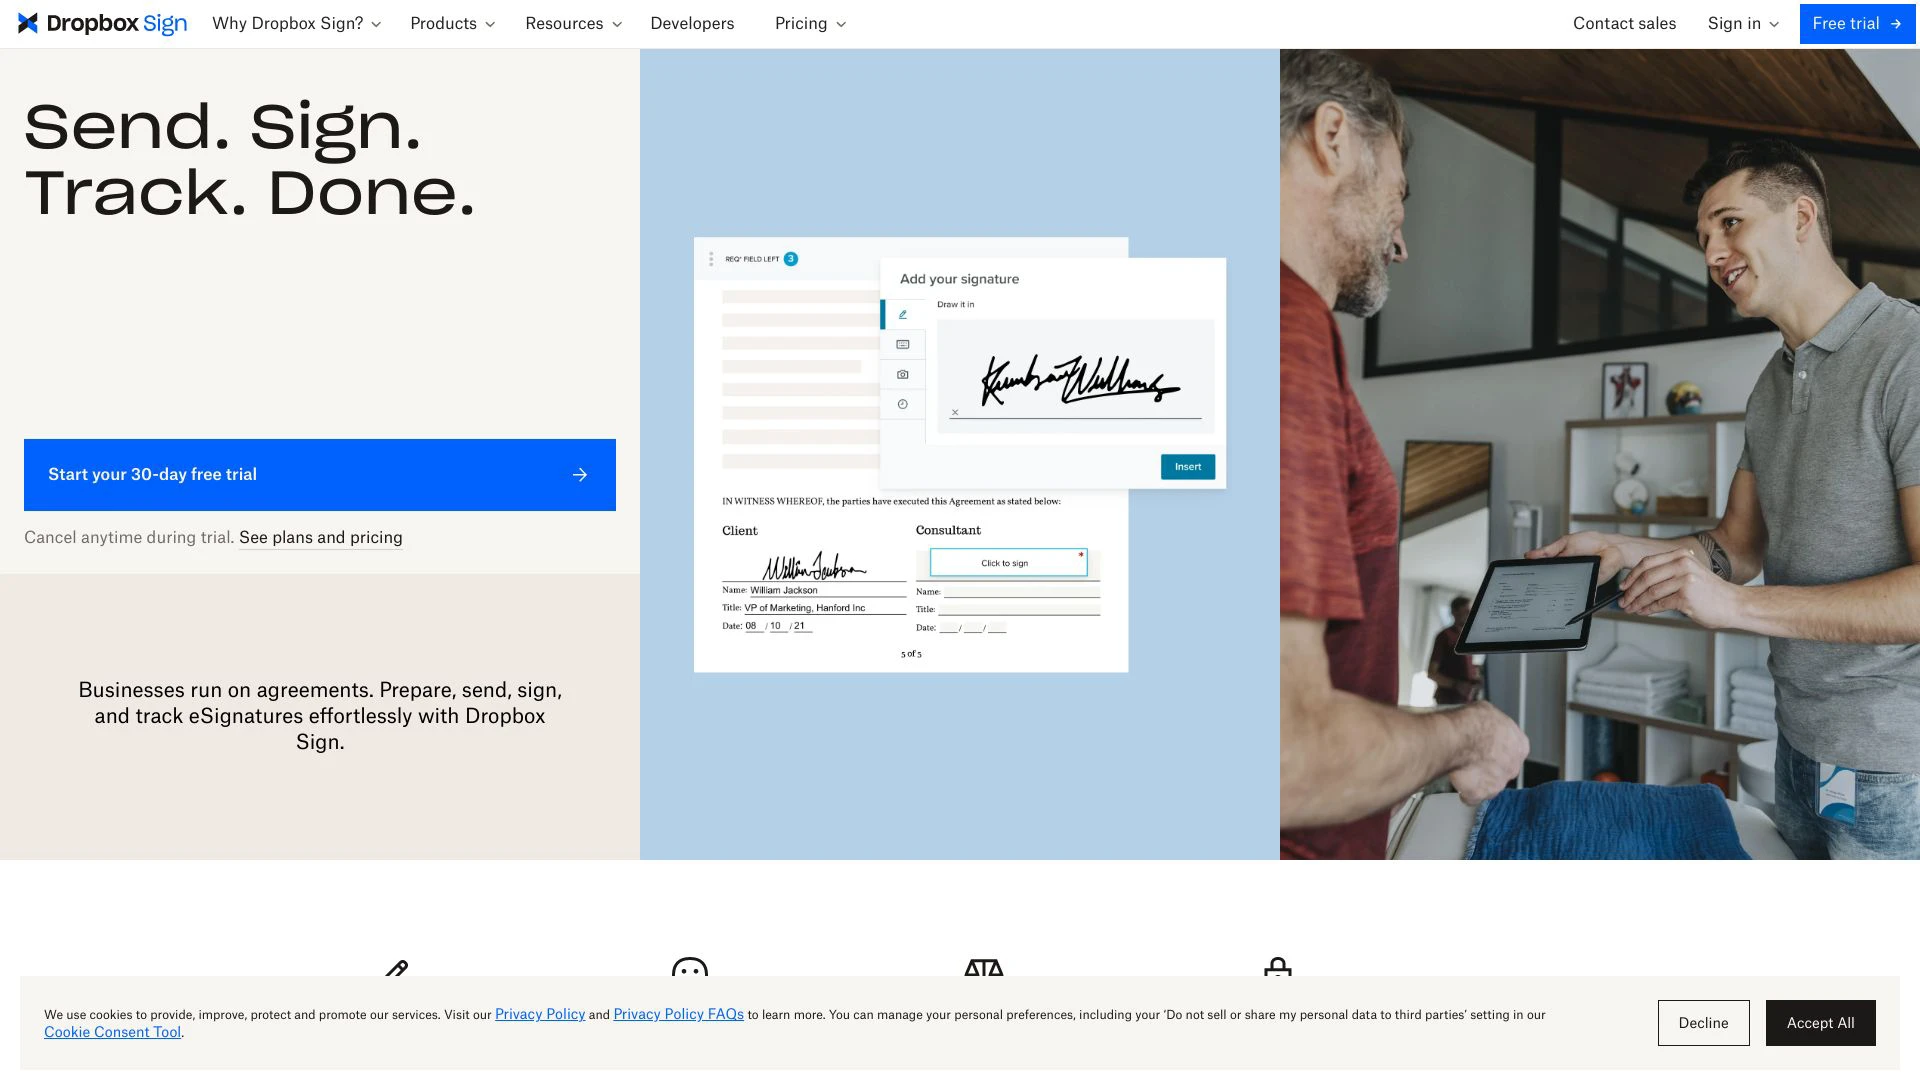 Dropbox Sign
Why Dropbox Sign?
Products
Resources
Developers
Pricing
Contact sales
Sign in
Free trial
Send. Sign.
Track. Done.
Start your 30-day free trial
Cancel anytime during trial. See plans and pricing
Businesses run on agreements. Prepare, send, sign,
and track eSignatures effortlessly with Dropbox
Sign.
REQ' FIELD LEFT 3
Add your signature
Draw it in
Insert
IN WITNESS WHEREOF, the parties have executed this Agreement as stated below:
Client
William Jackson
Name: William Jackson
Title: VP of Marketing, Hanford Inc
Date: 08 / 10 / 21
Consultant
Click to sign *
Name:
Title:
Date: / /
5 of 5
We use cookies to provide, improve, protect and promote our services. Visit our Privacy Policy and Privacy Policy FAQs to learn more. You can manage your personal preferences, including your ‘Do not sell or share my personal data to third parties’ setting in our
Cookie Consent Tool.
Decline
Accept All